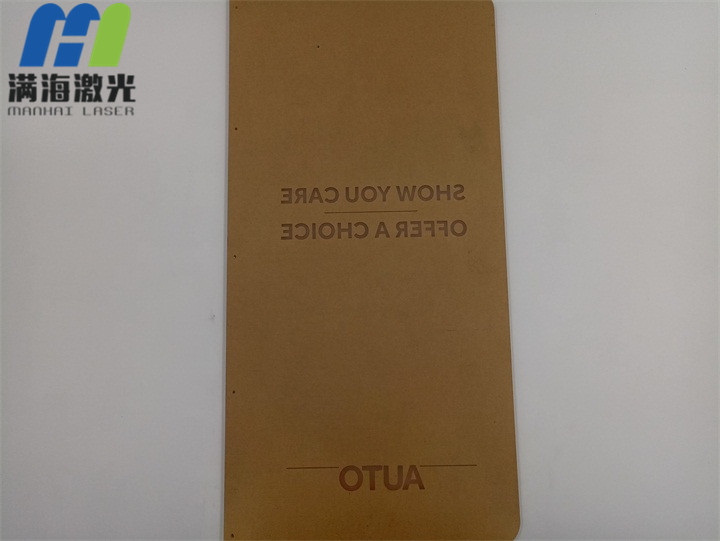 满海激光
MANHAI LASER
SHOW YOU CARE
OFFER A CHOICE
AUTO